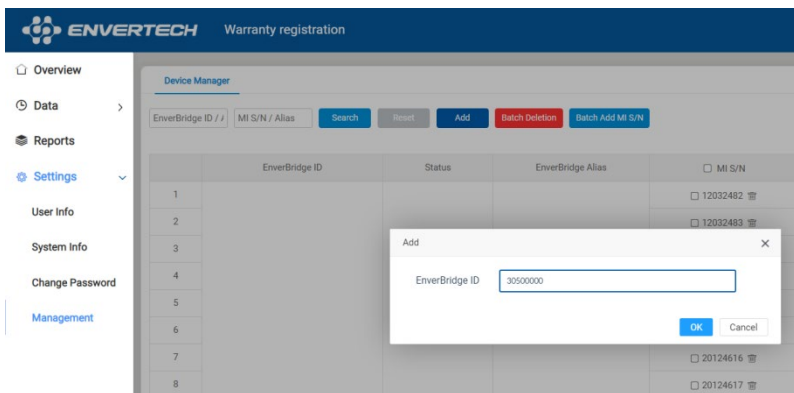 ENVERTECH Warranty registration
Overview
Data
Reports
Settings
User Info
System Info
Change Password
Management
Device Manager
EnverBridge ID / MI S/N / Alias Search Reset Add Batch Deletion Batch Add MI S/N
EnverBridge ID Status EnverBridge Alias MI S/N
1 12032482
2 12032483
3
4
5
6
7 20124616
8 20124617
Add
EnverBridge ID 30500000
OK Cancel